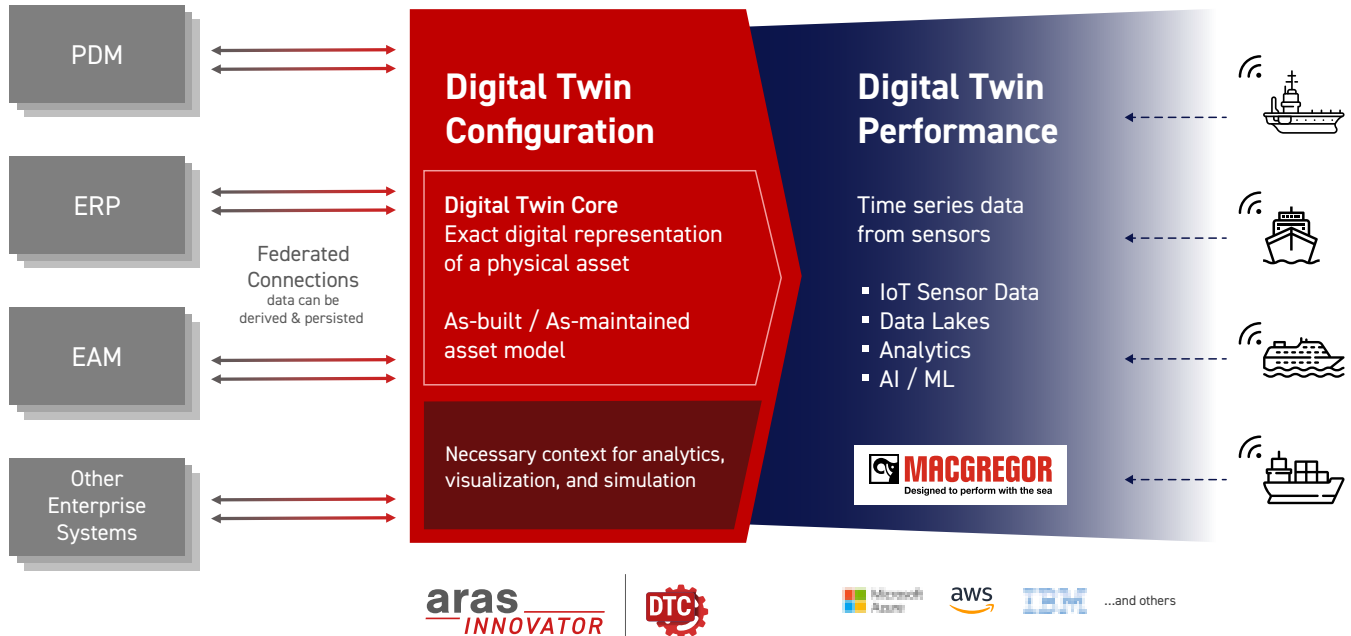 PDM
ERP
EAM
Other
Enterprise
Systems
Federated
Connections
data can be
derived & persisted
Digital Twin
Configuration
Digital Twin Core
Exact digital representation
of a physical asset
As-built / As-maintained
asset model
Necessary context for analytics,
visualization, and simulation
Digital Twin
Performance
Time series data
from sensors
▪ IoT Sensor Data
▪ Data Lakes
▪ Analytics
▪ AI / ML
MACGREGOR
Designed to perform with the sea
aras
INNOVATOR
DTC
Microsoft
Azure
aws
IBM
...and others